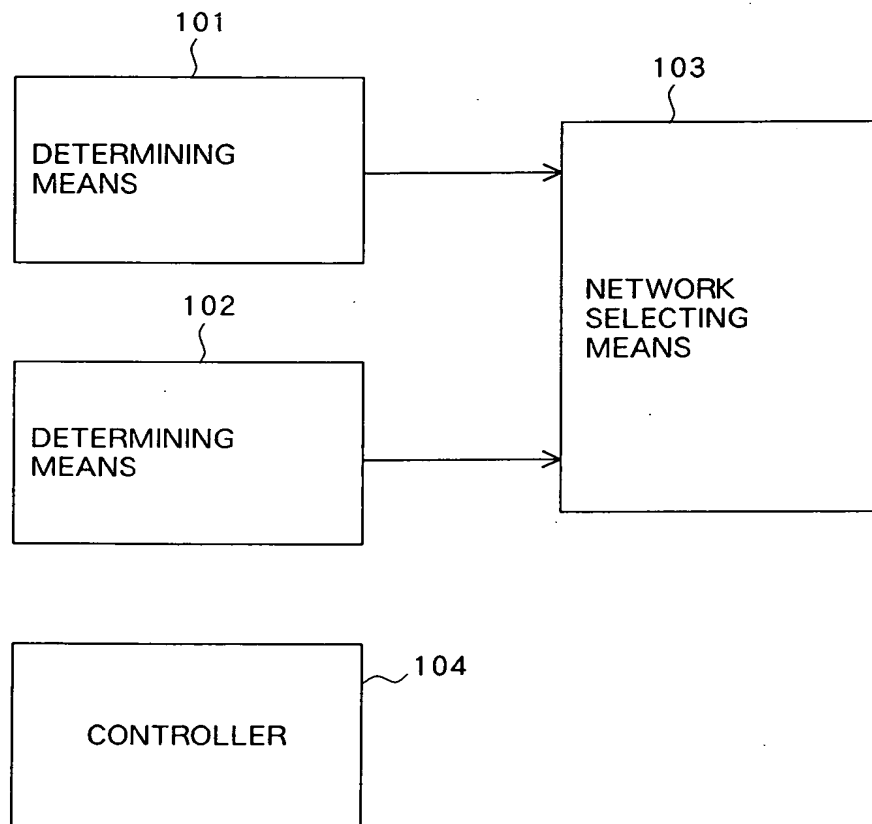 101
DETERMINING
MEANS
103
NETWORK
SELECTING
MEANS
102
DETERMINING
MEANS
104
CONTROLLER